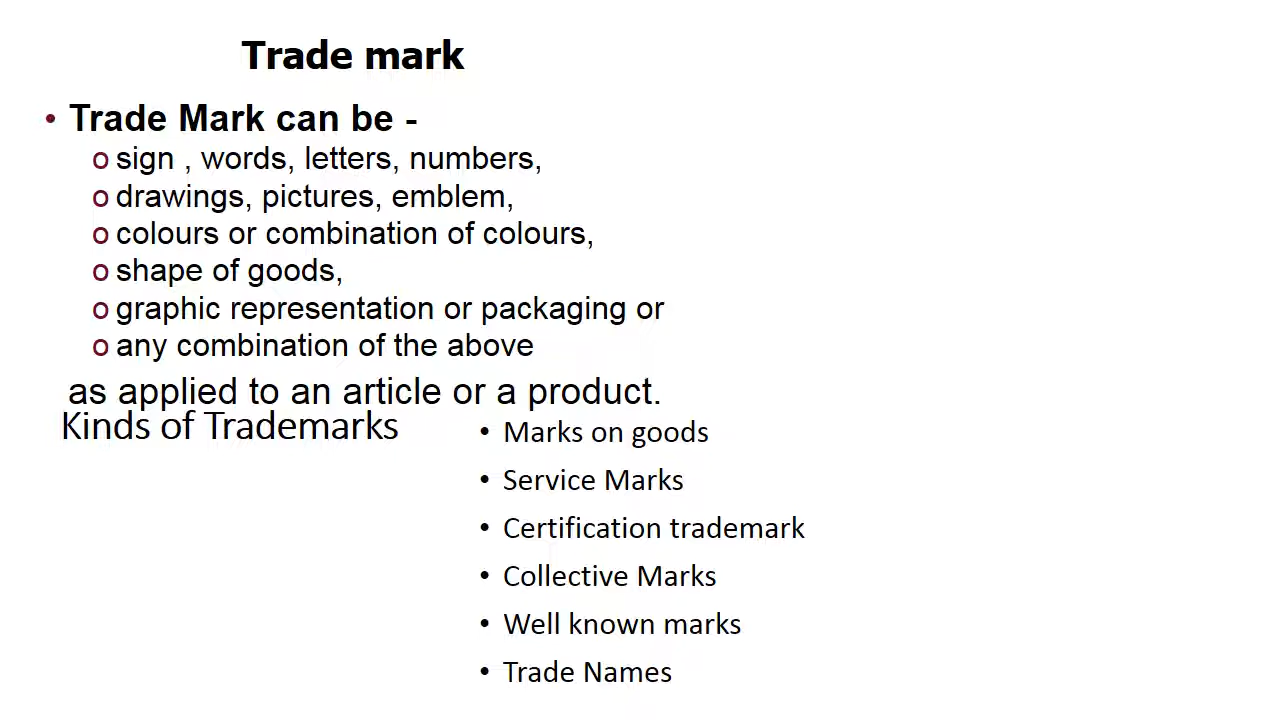 Trade mark
• Trade Mark can be -
o sign , words, letters, numbers,
o drawings, pictures, emblem,
o colours or combination of colours,
o shape of goods,
o graphic representation or packaging or
o any combination of the above
as applied to an article or a product.
Kinds of Trademarks
• Marks on goods
• Service Marks
• Certification trademark
• Collective Marks
• Well known marks
• Trade Names